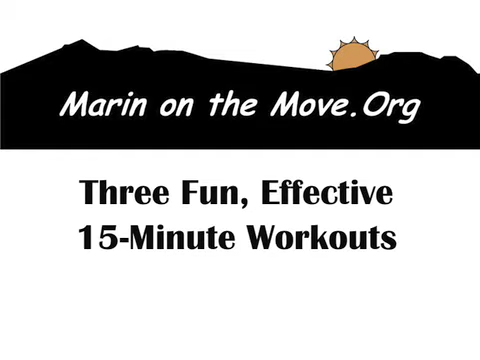 Marin on the Move.Org
Three Fun, Effective
15-Minute Workouts